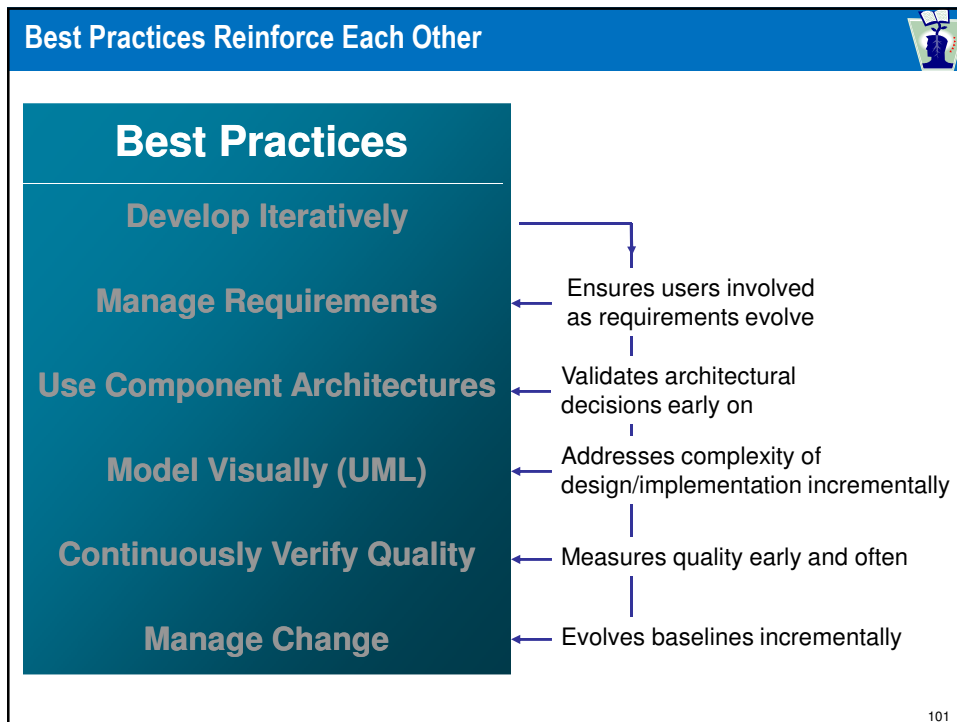 Best Practices Reinforce Each Other
Best Practices
Develop Iteratively
Manage Requirements
Ensures users involved
as requirements evolve
Use Component Architectures
Validates architectural
decisions early on
Model Visually (UML)
Addresses complexity of
design/implementation incrementally
Continuously Verify Quality
Measures quality early and often
Manage Change
Evolves baselines incrementally
101